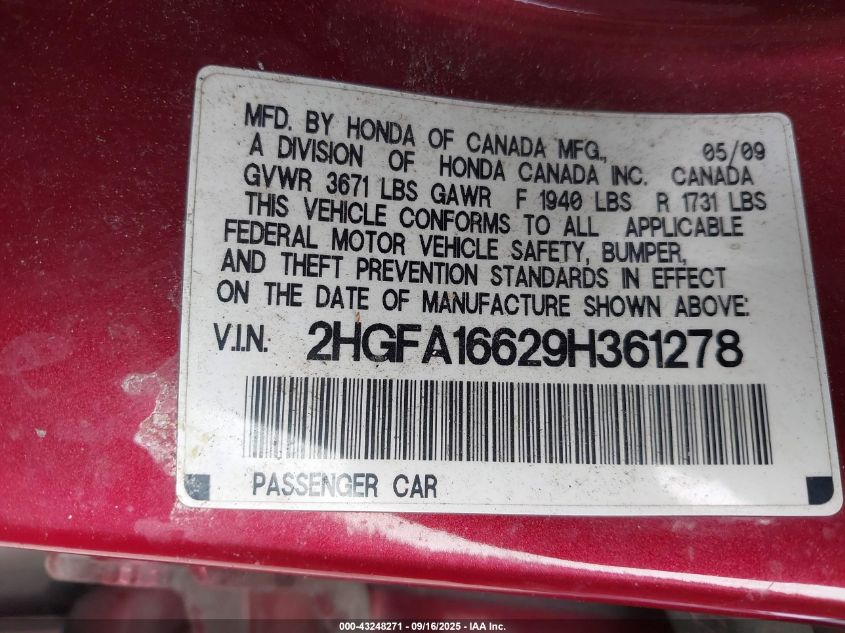 MFD. BY HONDA OF CANADA MFG., 05/09
A DIVISION OF HONDA CANADA INC. CANADA
GVWR 3671 LBS GAWR F 1940 LBS R 1731 LBS
THIS VEHICLE CONFORMS TO ALL APPLICABLE
FEDERAL MOTOR VEHICLE SAFETY, BUMPER,
AND THEFT PREVENTION STANDARDS IN EFFECT
ON THE DATE OF MANUFACTURE SHOWN ABOVE:
V.I.N. 2HGFA16629H361278
PASSENGER CAR
000-43248271 - 09/16/2025 - IAA Inc.